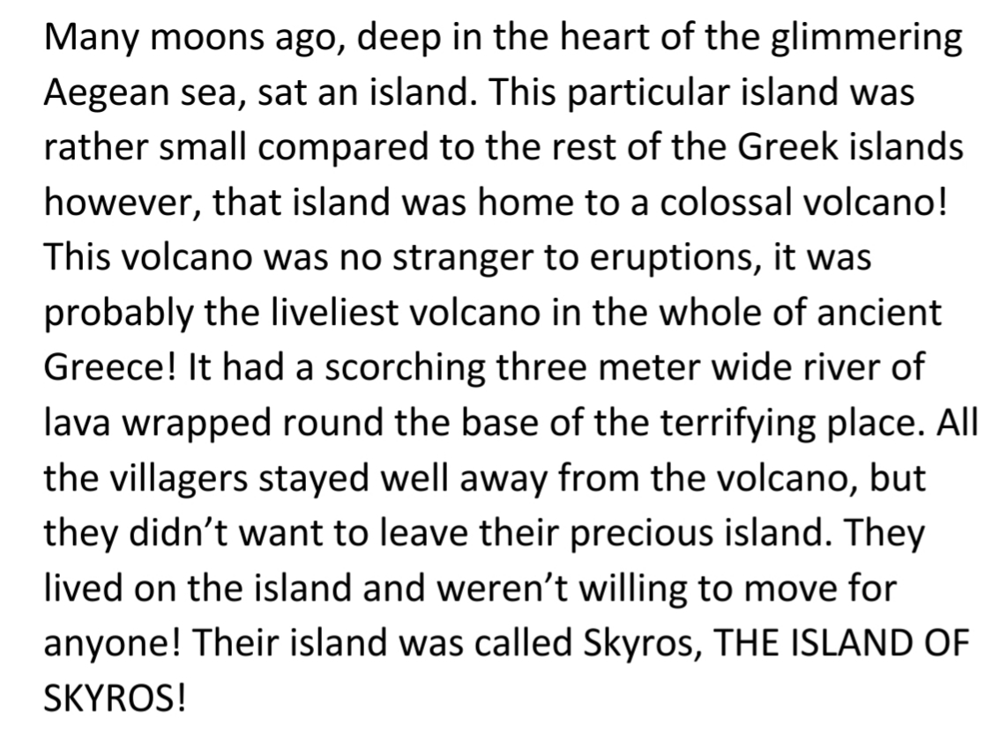 Many moons ago, deep in the heart of the glimmering
Aegean sea, sat an island. This particular island was
rather small compared to the rest of the Greek islands
however, that island was home to a colossal volcano!
This volcano was no stranger to eruptions, it was
probably the liveliest volcano in the whole of ancient
Greece! It had a scorching three meter wide river of
lava wrapped round the base of the terrifying place. All
the villagers stayed well away from the volcano, but
they didn’t want to leave their precious island. They
lived on the island and weren’t willing to move for
anyone! Their island was called Skyros, THE ISLAND OF
SKYROS!